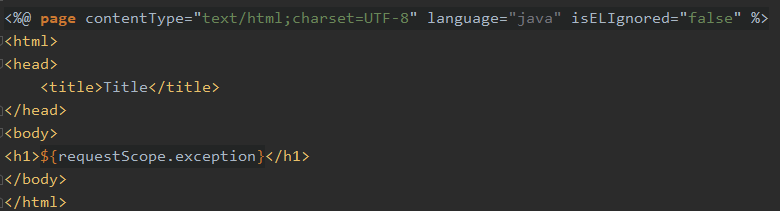 <%@ page contentType="text/html;charset=UTF-8" language="java" isELIgnored="false" %>
<html>
<head>
    <title>Title</title>
</head>
<body>
<h1>${requestScope.exception}</h1>
</body>
</html>